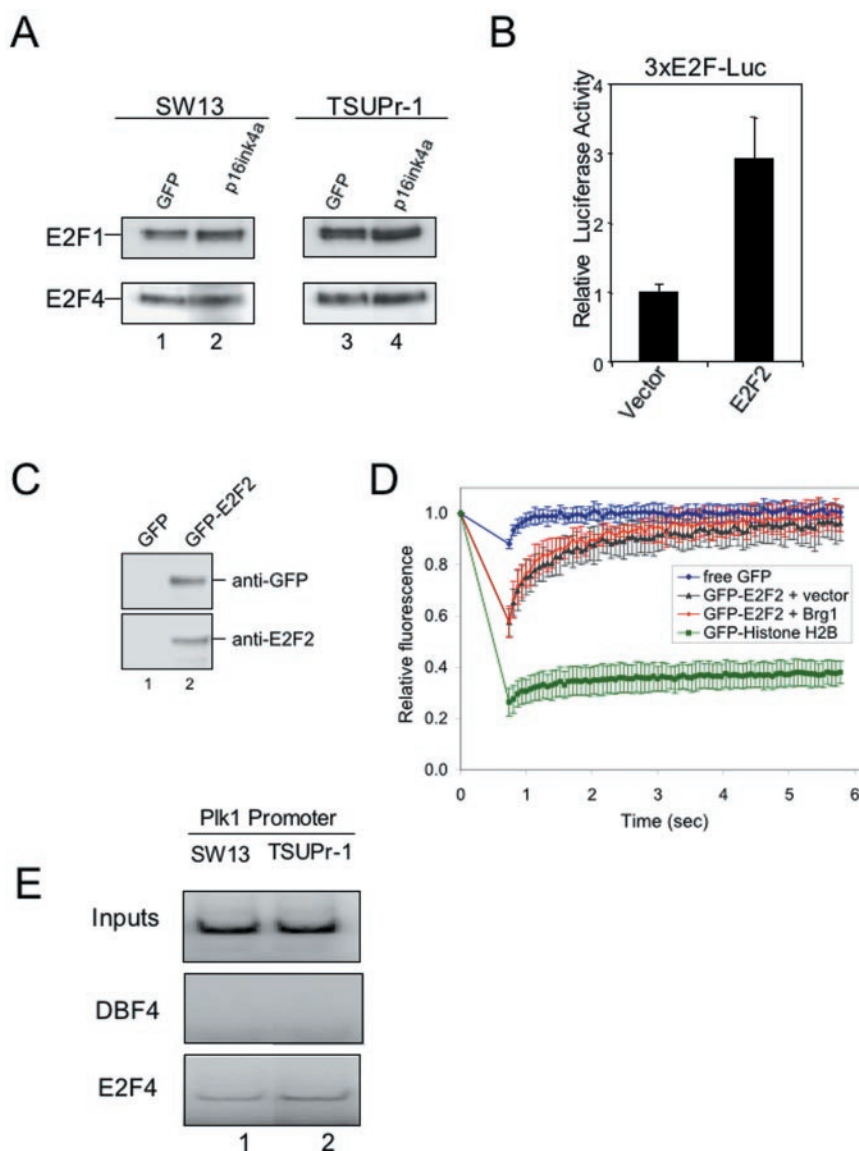 A
SW13
TSUPr-1
GFP
p16ink4a
GFP
p16ink4a
E2F1
E2F4
1
2
3
4
B
3xE2F-Luc
Relative Luciferase Activity
4
3
2
1
0
Vector
E2F2
C
GFP
GFP-E2F2
anti-GFP
anti-E2F2
1
2
D
Relative fluorescence
1.0
0.8
0.6
0.4
0.2
0.0
free GFP
GFP-E2F2 + vector
GFP-E2F2 + Brg1
GFP-Histone H2B
0
1
2
3
4
5
6
Time (sec)
E
Plk1 Promoter
SW13
TSUPr-1
Inputs
DBF4
E2F4
1
2